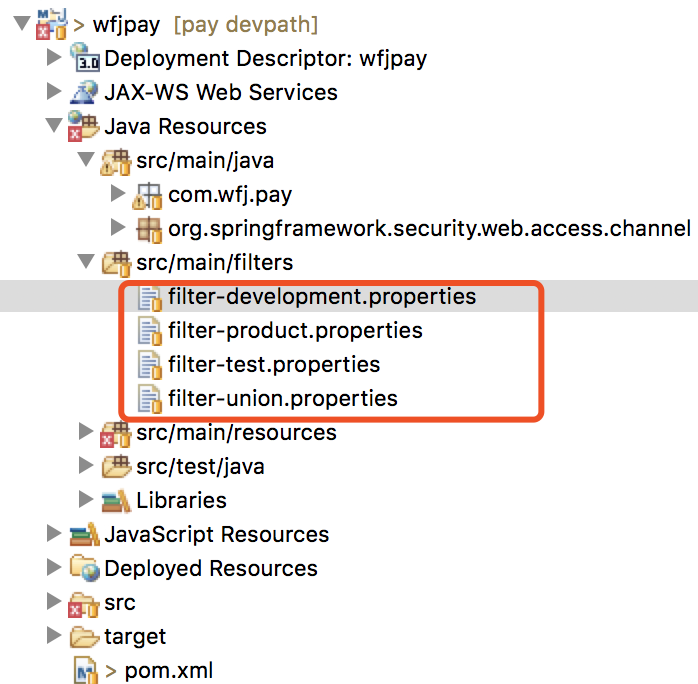 > wfjpay [pay devpath]
Deployment Descriptor: wfjpay
JAX-WS Web Services
Java Resources
src/main/java
com.wfj.pay
org.springframework.security.web.access.channel
src/main/filters
filter-development.properties
filter-product.properties
filter-test.properties
filter-union.properties
src/main/resources
src/test/java
Libraries
JavaScript Resources
Deployed Resources
src
target
> pom.xml